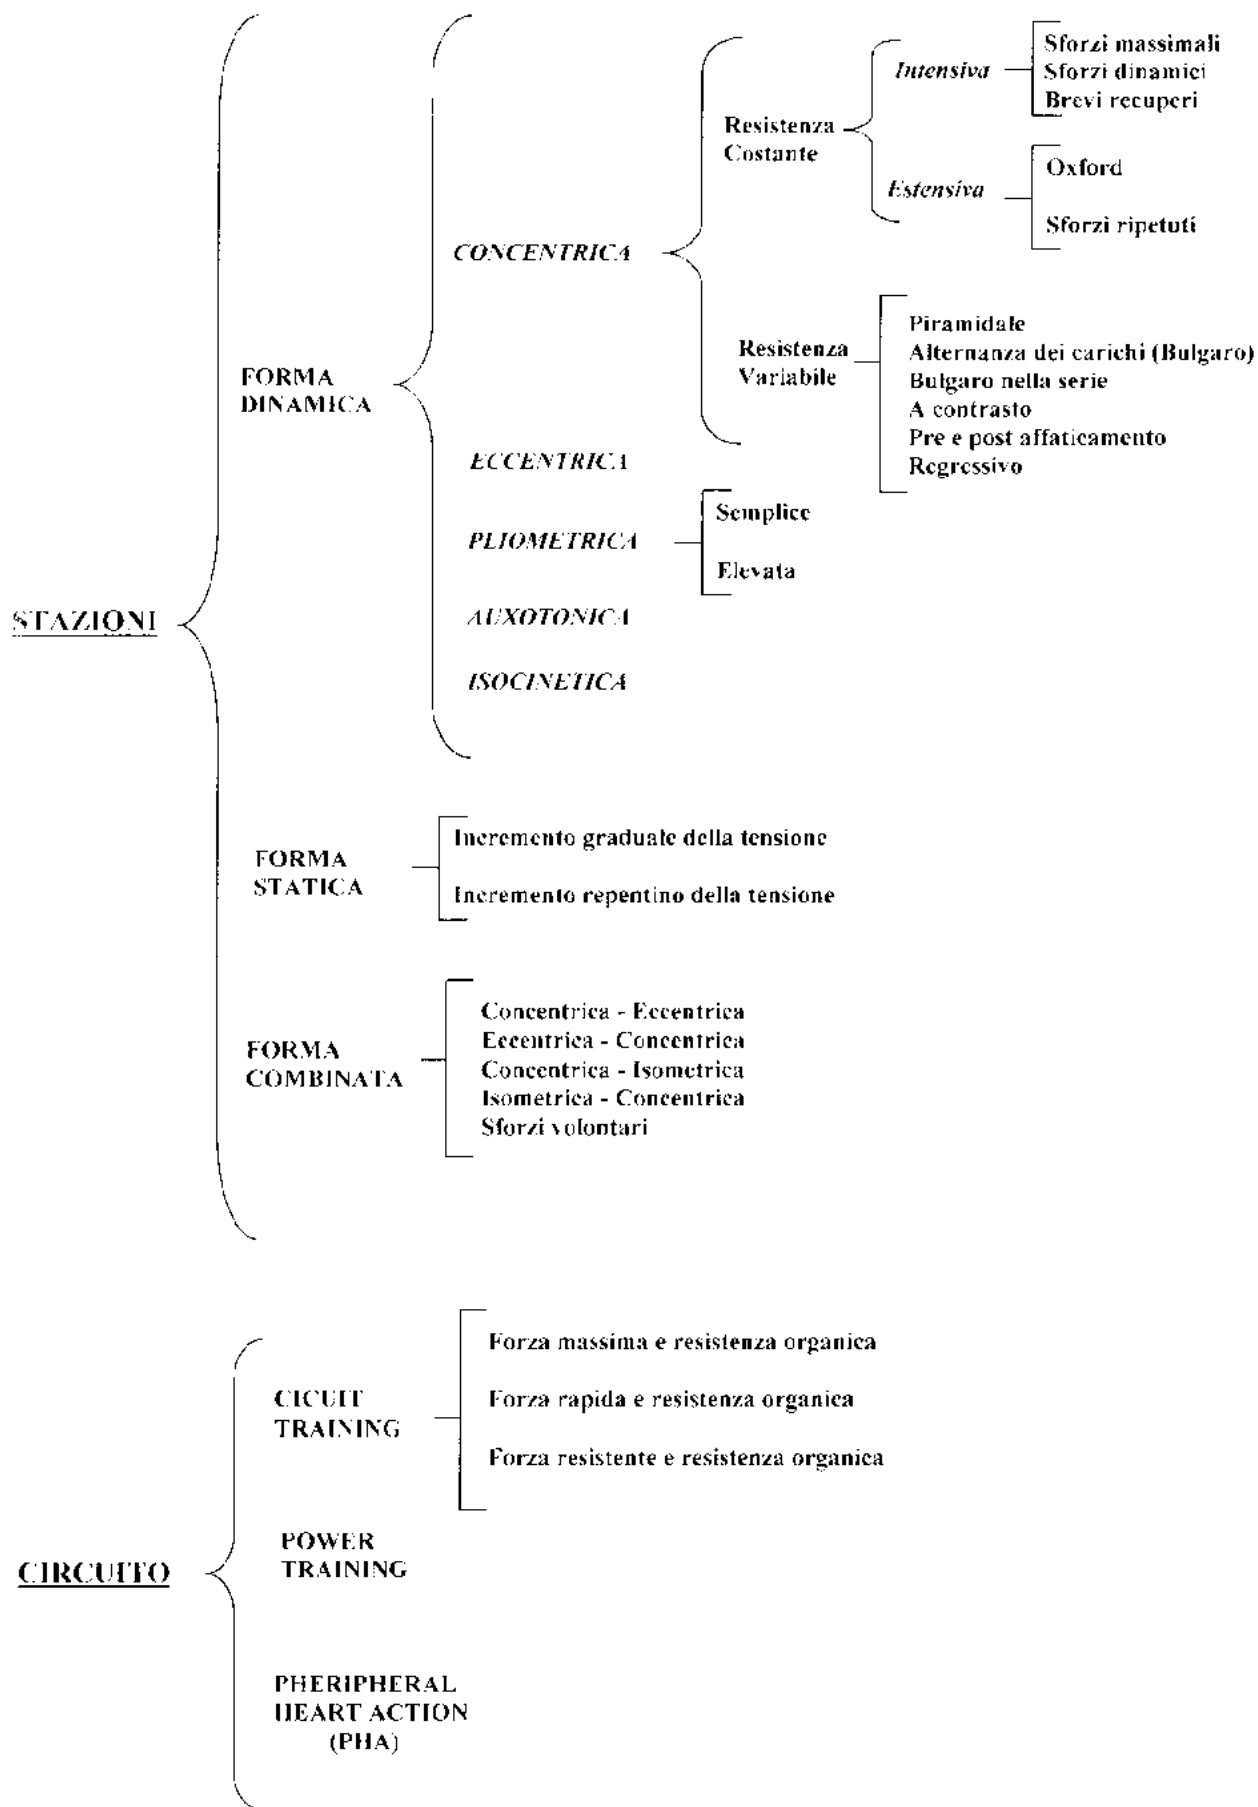 STAZIONI
FORMA
DINAMICA
CONCENTRICA
Resistenza
Costante
Intensiva
Sforzi massimali
Sforzi dinamici
Brevi recuperi
Estensiva
Oxford
Sforzi ripetuti
Resistenza
Variabile
Piramidale
Alternanza dei carichi (Bulgaro)
Bulgaro nella serie
A contrasto
Pre e post affaticamento
Regressivo
ECCENTRICA
PLIOMETRICA
Semplice
Elevata
AUXOTONICA
ISOCINETICA
FORMA
STATICA
Incremento graduale della tensione
Incremento repentino della tensione
FORMA
COMBINATA
Concentrica - Eccentrica
Eccentrica - Concentrica
Concentrica - Isometrica
Isometrica - Concentrica
Sforzi volontari
CIRCUITO
CICUIT
TRAINING
Forza massima e resistenza organica
Forza rapida e resistenza organica
Forza resistente e resistenza organica
POWER
TRAINING
PHERIPHERAL
HEART ACTION
(PHA)